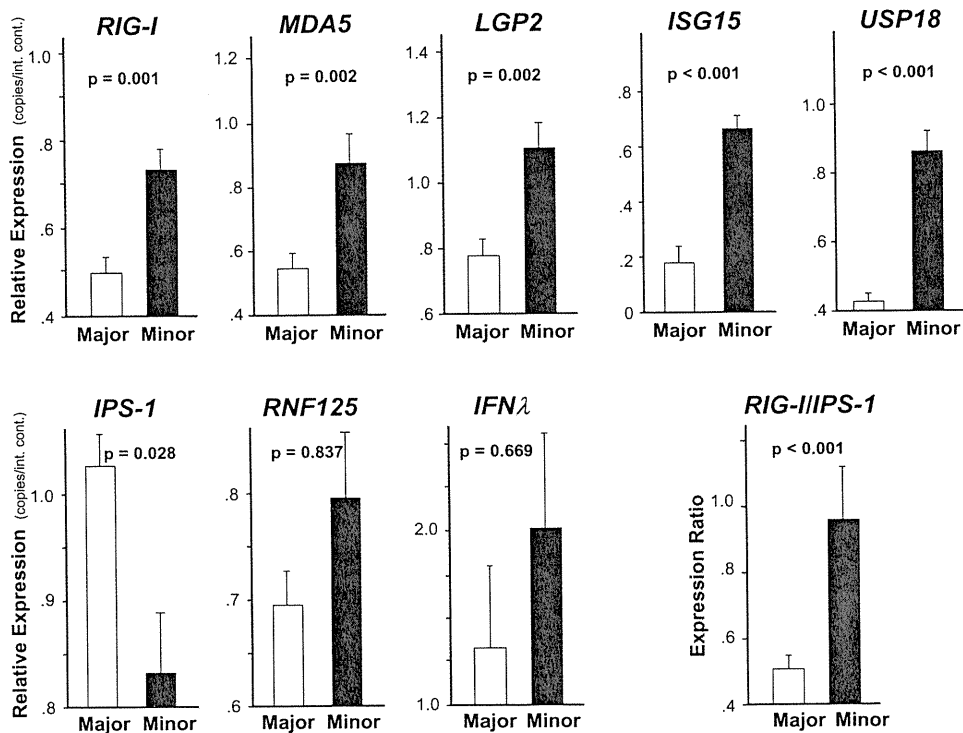 RIG-I
MDA5
LGP2
ISG15
USP18
Relative Expression (copies/int. cont.)
1.0
.8
.6
.4
p = 0.001
Major Minor
1.2
1.0
.8
.6
.4
p = 0.002
Major Minor
1.4
1.2
1.0
.8
.6
p = 0.002
Major Minor
.8
.6
.4
.2
0
p < 0.001
Major Minor
1.0
.8
.6
.4
p < 0.001
Major Minor
IPS-1
RNF125
IFNλ
RIG-I/IPS-1
Relative Expression (copies/int. cont.)
1.0
.9
.8
p = 0.028
Major Minor
.8
.7
.6
p = 0.837
Major Minor
2.0
1.0
p = 0.669
Major Minor
Expression Ratio
1.0
.8
.6
.4
p < 0.001
Major Minor